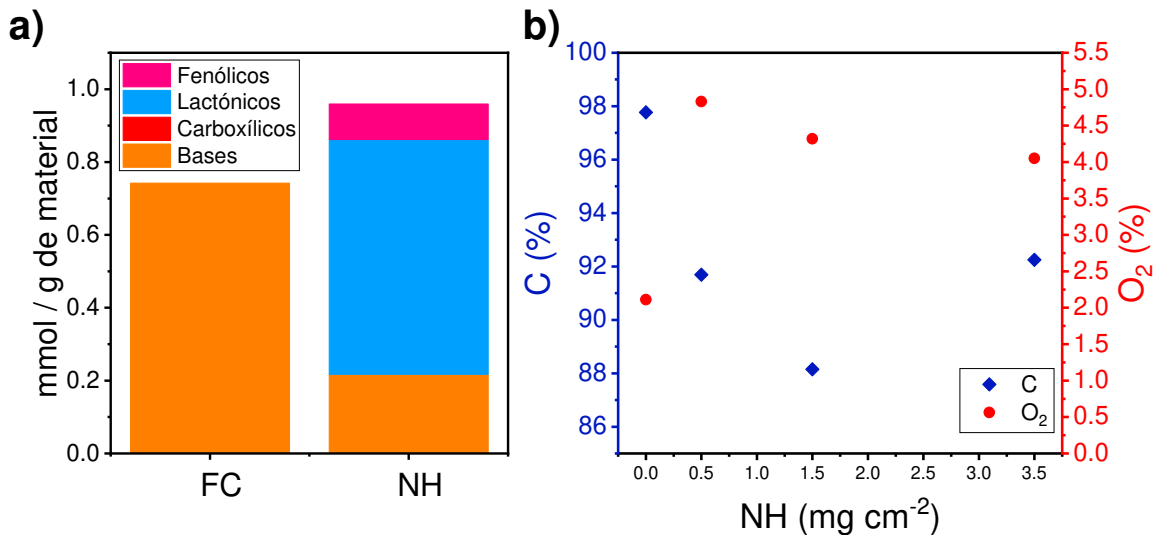 a)
mmol / g de material
1.0
0.8
0.6
0.4
0.2
0.0
Fenólicos
Lactónicos
Carboxílicos
Bases
FC
NH
b)
C (%)
100
98
96
94
92
90
88
86
5.5
5.0
4.5
4.0
3.5
3.0
2.5
2.0
1.5
1.0
0.5
0.0
O₂ (%)
C
O₂
0.0 0.5 1.0 1.5 2.0 2.5 3.0 3.5
NH (mg cm⁻²)